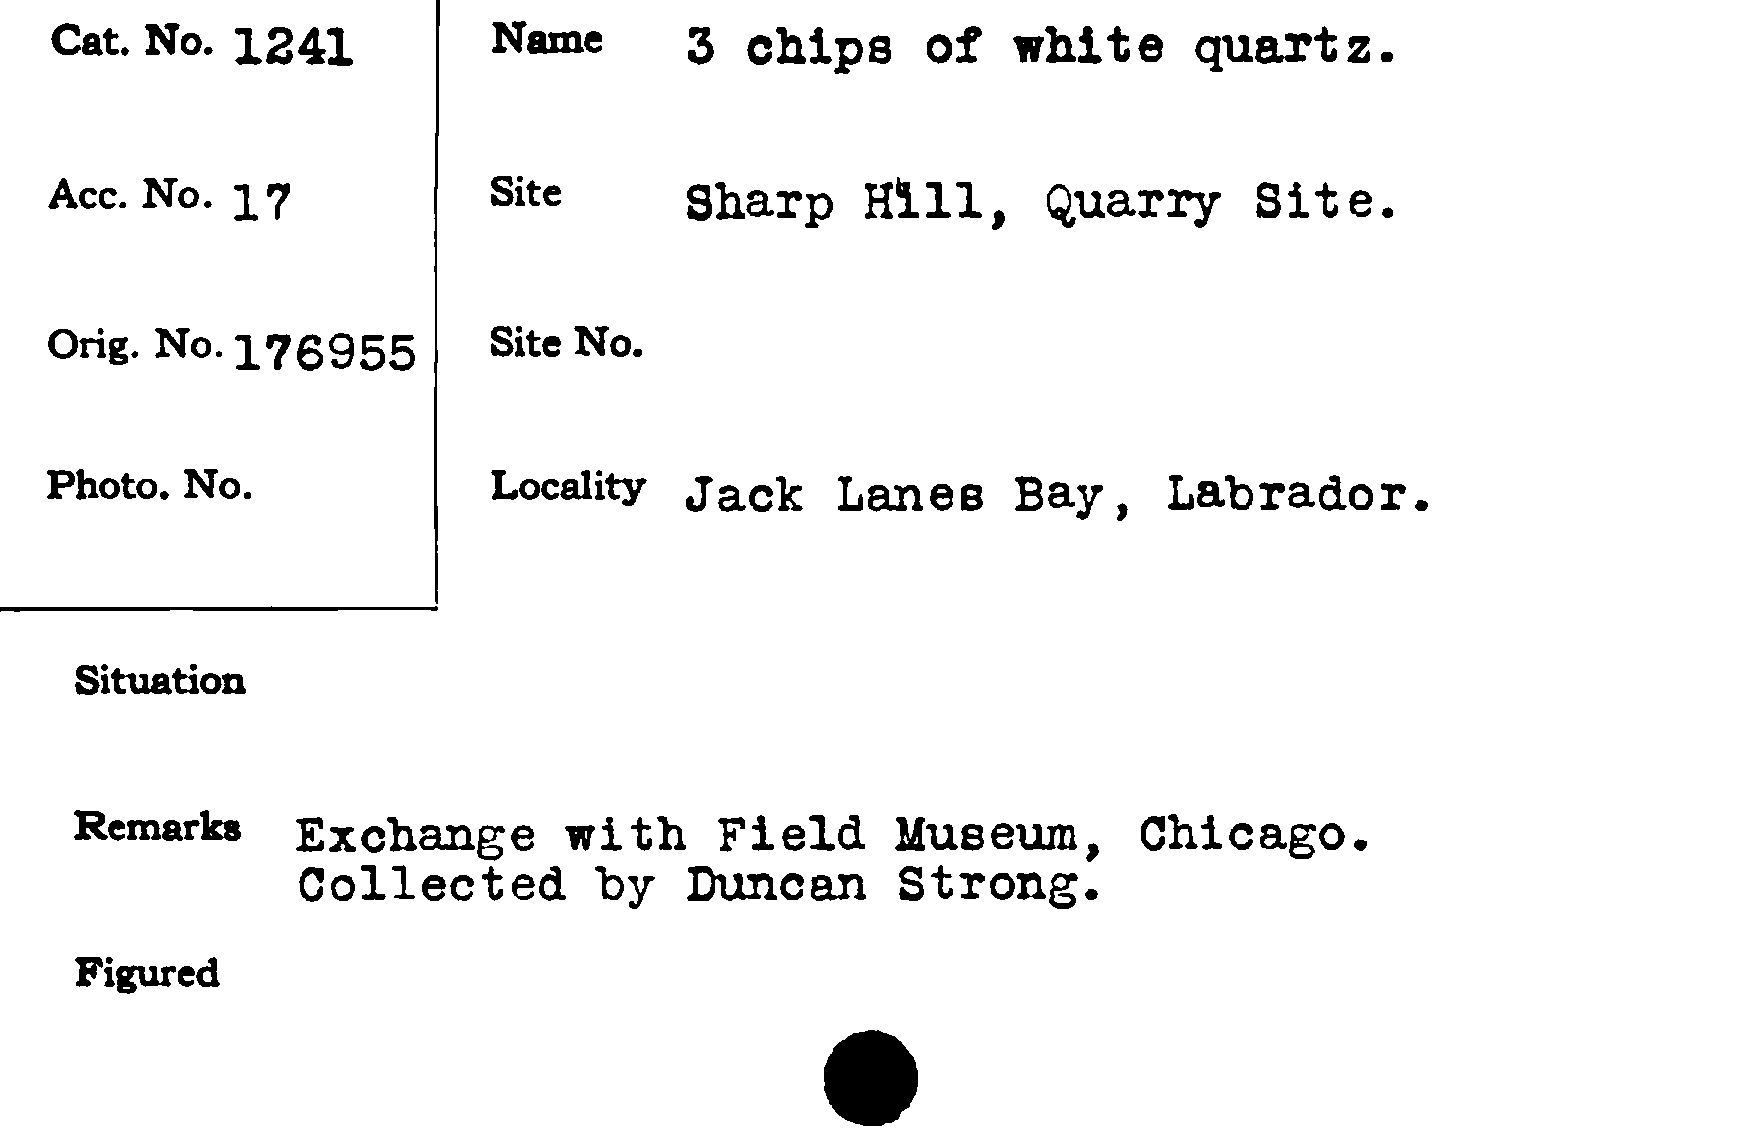 Cat. No. 1241
Name 3 chips of white quartz.
Acc. No. 17
Site Sharp Hill, Quarry Site.
Orig. No. 176955
Site No.
Photo. No.
Locality Jack Lanes Bay, Labrador.
Situation
Remarks Exchange with Field Museum, Chicago.
Collected by Duncan Strong.
Figured